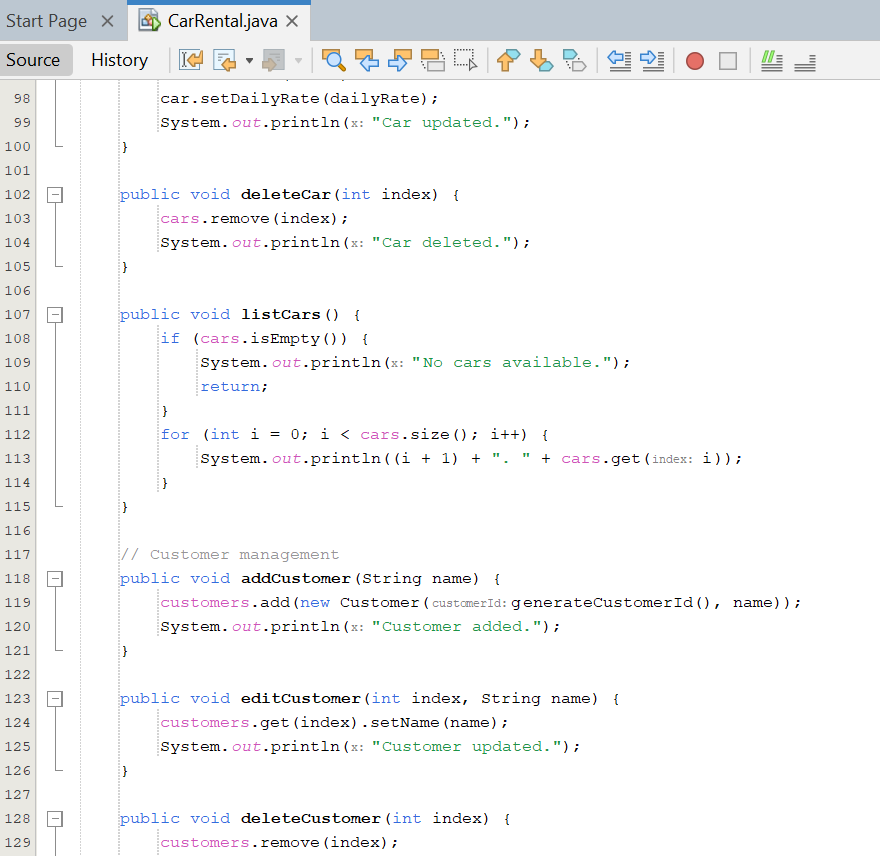 Start Page CarRental.java
Source History
98 car.setDailyRate(dailyRate);
99 System.out.println(x: "Car updated.");
100 }
101
102 public void deleteCar(int index) {
103 cars.remove(index);
104 System.out.println(x: "Car deleted.");
105 }
106
107 public void listCars() {
108 if (cars.isEmpty()) {
109 System.out.println(x: "No cars available.");
110 return;
111 }
112 for (int i = 0; i < cars.size(); i++) {
113 System.out.println((i + 1) + ". " + cars.get(index: i));
114 }
115 }
116
117 // Customer management
118 public void addCustomer(String name) {
119 customers.add(new Customer(customerId: generateCustomerId(), name));
120 System.out.println(x: "Customer added.");
121 }
122
123 public void editCustomer(int index, String name) {
124 customers.get(index).setName(name);
125 System.out.println(x: "Customer updated.");
126 }
127
128 public void deleteCustomer(int index) {
129 customers.remove(index);